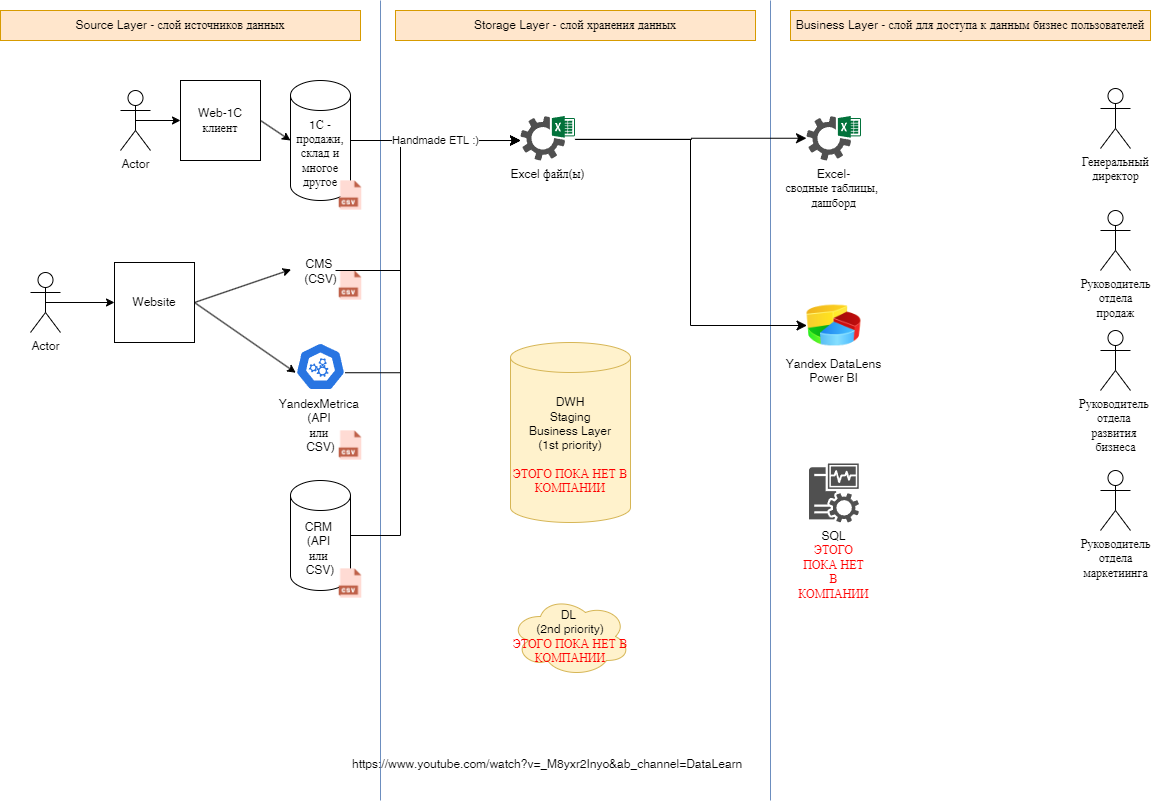 Source Layer - слой источников данных
Storage Layer - слой хранения данных
Business Layer - слой для доступа к данным бизнес пользователей
Actor
Web-1C
клиент
1C -
продажи,
склад и
многое
другое
CSV
Handmade ETL :)
Excel файл(ы)
Excel-
сводные таблицы,
дашборд
Генеральный
директор
Actor
Website
CMS
(CSV)
CSV
YandexMetrica
(API
или
CSV)
CSV
CRM
(API
или
CSV)
CSV
DWH
Staging
Business Layer
(1st priority)
ЭТОГО ПОКА НЕТ В
КОМПАНИИ
DL
(2nd priority)
ЭТОГО ПОКА НЕТ В
КОМПАНИИ
Yandex DataLens
Power BI
SQL
ЭТОГО
ПОКА НЕТ
В
КОМПАНИИ
Руководитель
отдела
продаж
Руководитель
отдела
развития
бизнеса
Руководитель
отдела
маркетиинга
https://www.youtube.com/watch?v=_M8yxr2lnyo&ab_channel=DataLearn